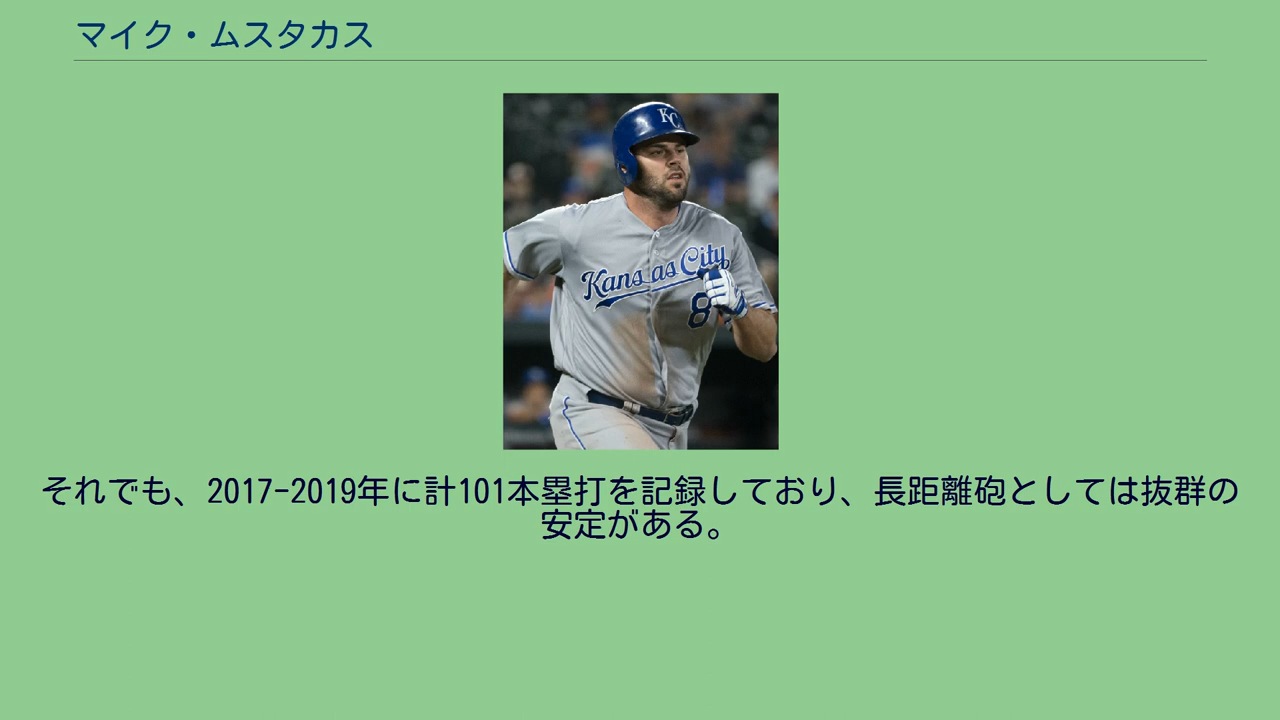 マイク・ムスタカス
KC
Kansas City
8
それでも、2017-2019年に計101本塁打を記録しており、長距離砲としては抜群の
安定がある。